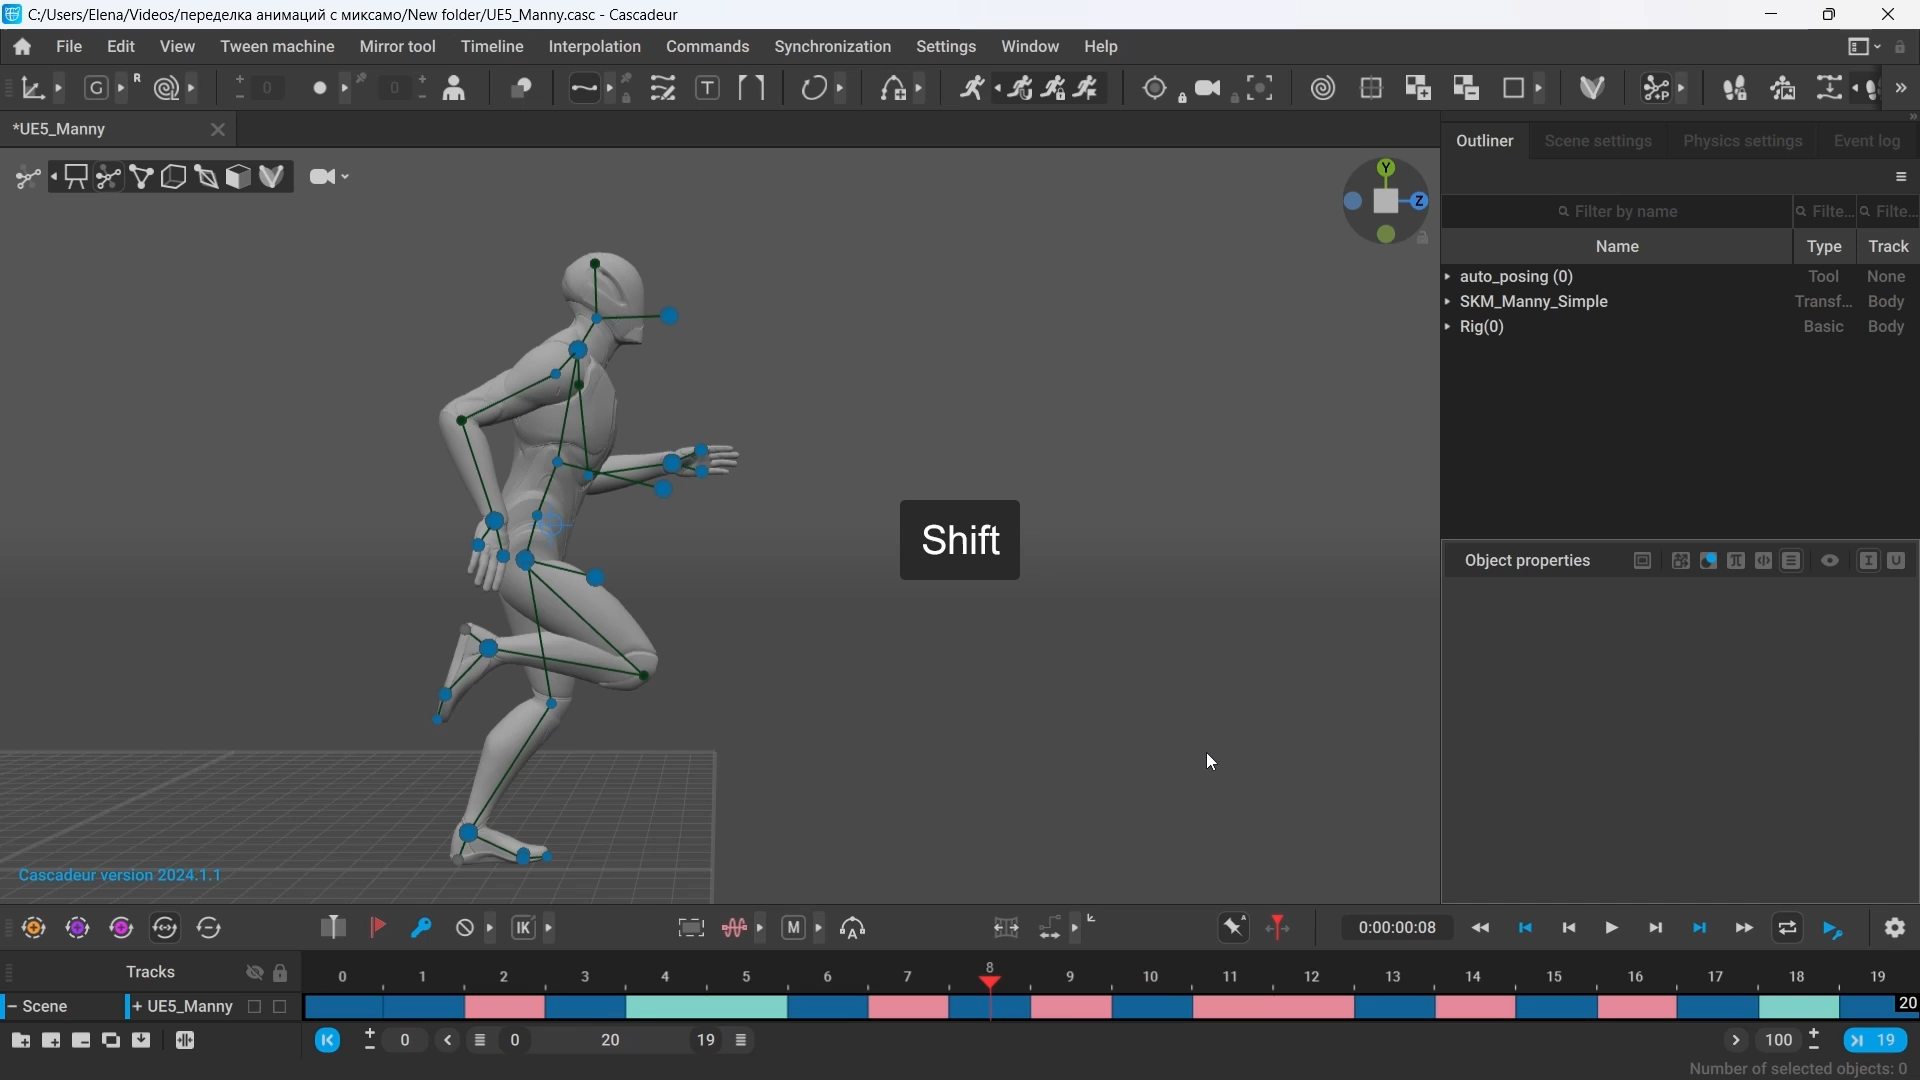 C:/Users/Elena/Videos/переделка анимаций с миксамо/New folder/UE5_Manny.casc - Cascadeur
File Edit View Tween machine Mirror tool Timeline Interpolation Commands Synchronization Settings Window Help
G R 0 0 T P
*UE5_Manny
Outliner Scene settings Physics settings Event log
Y
Z
Filter by name Filte... Filte...
Name Type Track
auto_posing (0) Tool None
SKM_Manny_Simple Transf... Body
Rig(0) Basic Body
Shift
Object properties
Cascadeur version 2024.1.1
IK M A 0:00:00:08
Tracks 0 1 2 3 4 5 6 7 8 9 10 11 12 13 14 15 16 17 18 19
Scene + UE5_Manny 20
0 0 20 19 100 19
Number of selected objects: 0